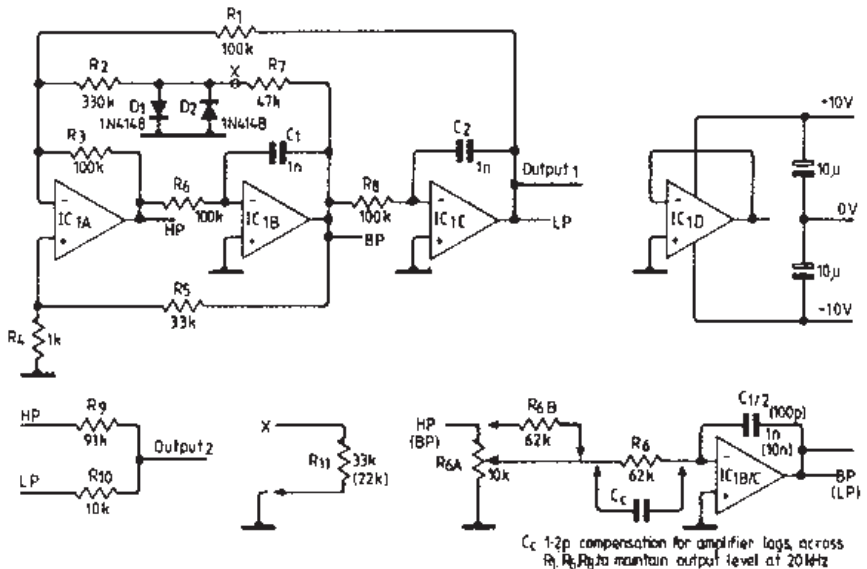 R1
100k
R2
330k
X
R7
47k
D1
1N4148
D2
1N4148
R3
100k
C1
1n
C2
1n
Output 1
R6
100k
R8
100k
IC1A
HP
IC1B
BP
IC1C
LP
R5
33k
R4
1k
+10V
10µ
IC1D
0V
10µ
-10V
HP
R9
91k
Output 2
LP
R10
10k
X
R11
33k
(22k)
HP
(BP)
R6A
10k
R6B
62k
R6
62k
Cc
C1/2
(100p)
1n
(10n)
IC1B/C
BP
(LP)
Cc 1-2p compensation for amplifier lags, across
R1, R6, R8, to maintain output level at 20kHz